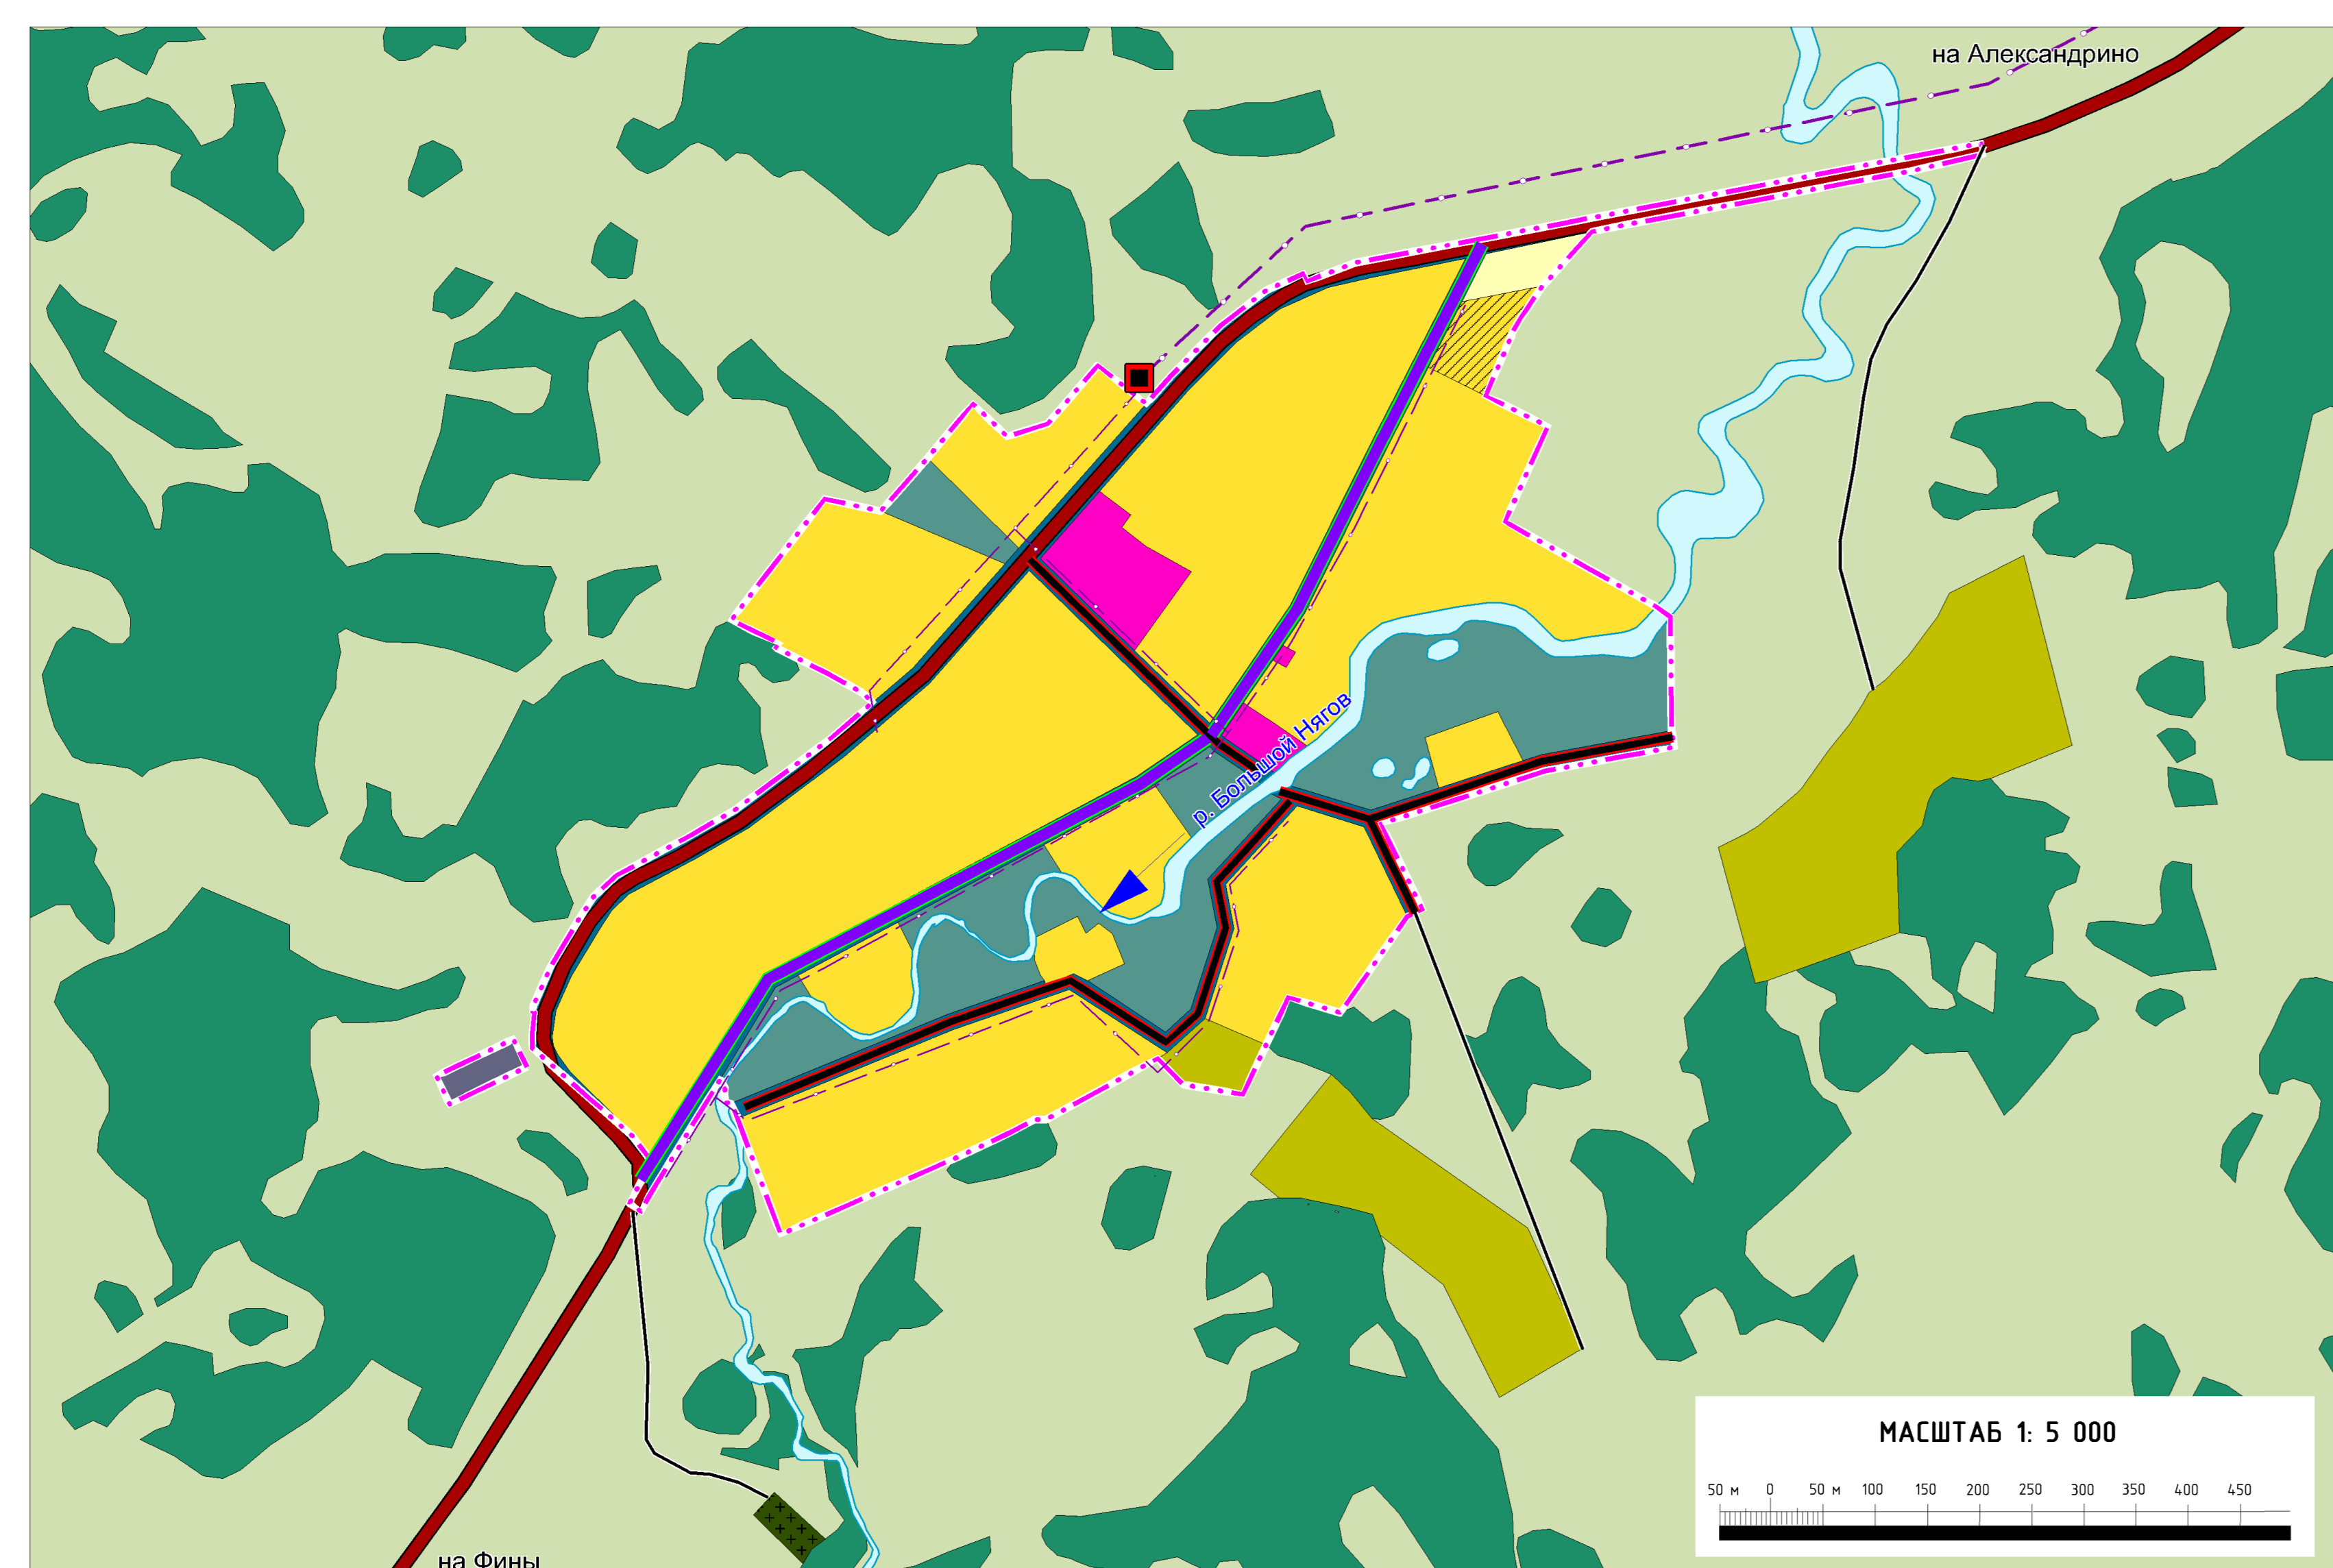 на Александрино
р. Большой Нягов
МАСШТАБ 1: 5 000
50 м 0 50 м 100 150 200 250 300 350 400 450
на Фины